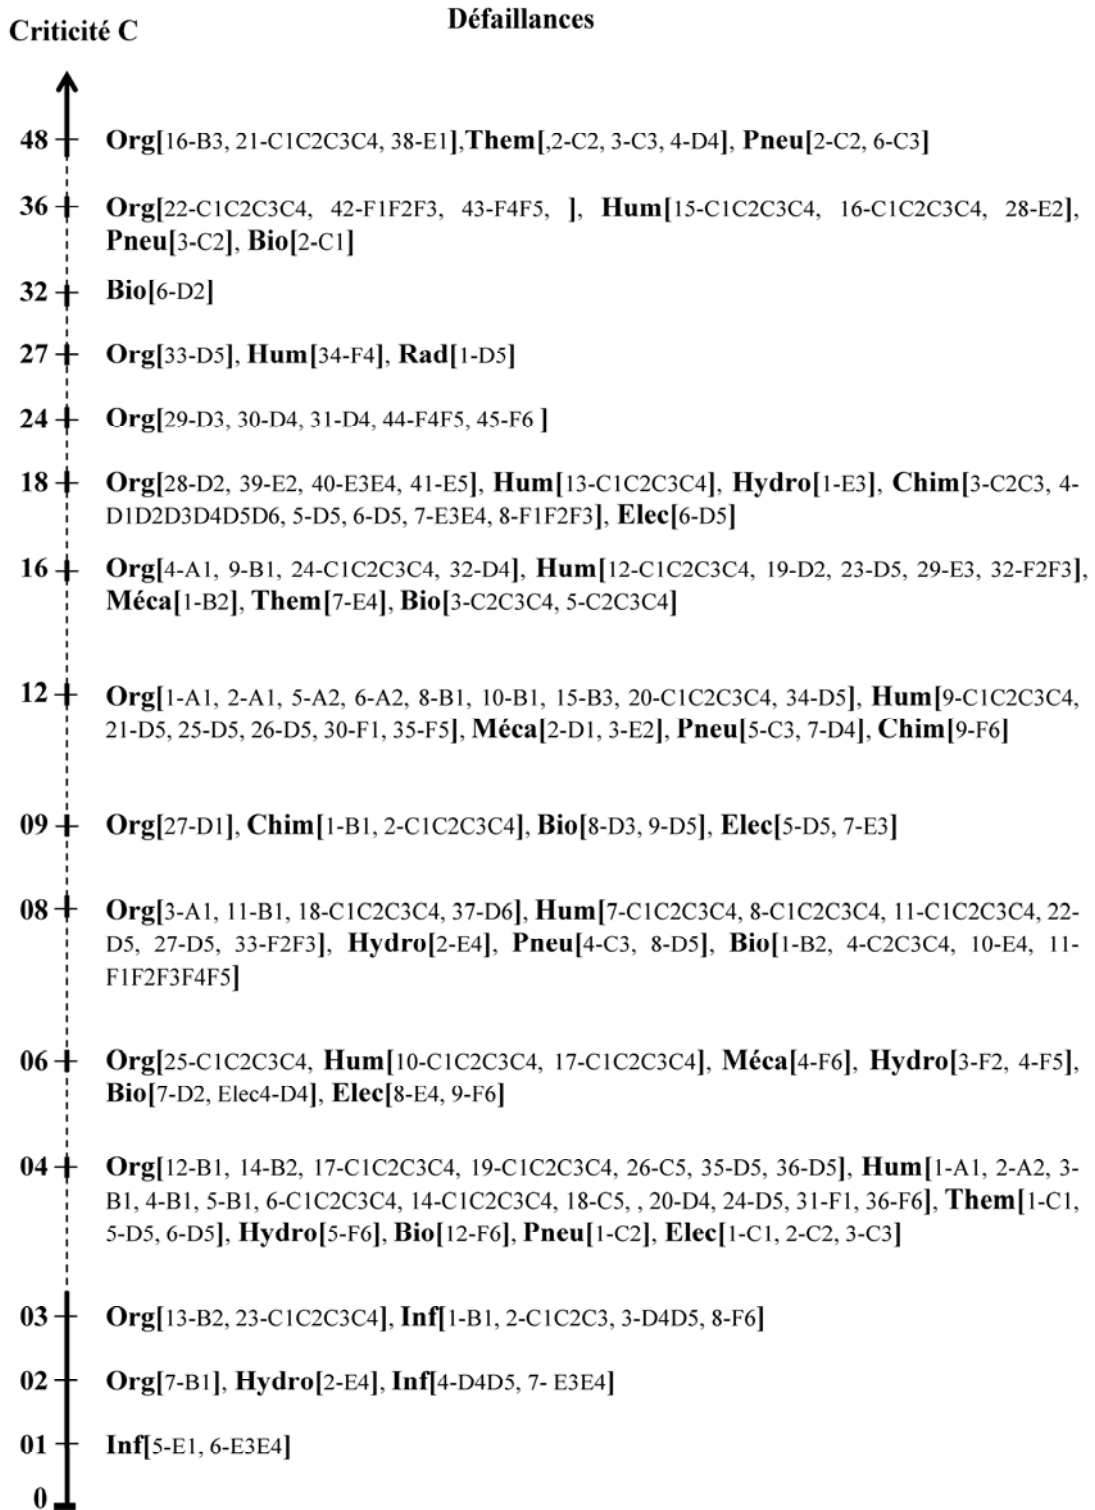 Défaillances
Criticité C
48 Org[16-B3, 21-C1C2C3C4, 38-E1],Them[,2-C2, 3-C3, 4-D4], Pneu[2-C2, 6-C3]
36 Org[22-C1C2C3C4, 42-F1F2F3, 43-F4F5, ], Hum[15-C1C2C3C4, 16-C1C2C3C4, 28-E2],
Pneu[3-C2], Bio[2-C1]
32 Bio[6-D2]
27 Org[33-D5], Hum[34-F4], Rad[1-D5]
24 Org[29-D3, 30-D4, 31-D4, 44-F4F5, 45-F6 ]
18 Org[28-D2, 39-E2, 40-E3E4, 41-E5], Hum[13-C1C2C3C4], Hydro[1-E3], Chim[3-C2C3, 4-
D1D2D3D4D5D6, 5-D5, 6-D5, 7-E3E4, 8-F1F2F3], Elec[6-D5]
16 Org[4-A1, 9-B1, 24-C1C2C3C4, 32-D4], Hum[12-C1C2C3C4, 19-D2, 23-D5, 29-E3, 32-F2F3],
Méca[1-B2], Them[7-E4], Bio[3-C2C3C4, 5-C2C3C4]
12 Org[1-A1, 2-A1, 5-A2, 6-A2, 8-B1, 10-B1, 15-B3, 20-C1C2C3C4, 34-D5], Hum[9-C1C2C3C4,
21-D5, 25-D5, 26-D5, 30-F1, 35-F5], Méca[2-D1, 3-E2], Pneu[5-C3, 7-D4], Chim[9-F6]
09 Org[27-D1], Chim[1-B1, 2-C1C2C3C4], Bio[8-D3, 9-D5], Elec[5-D5, 7-E3]
08 Org[3-A1, 11-B1, 18-C1C2C3C4, 37-D6], Hum[7-C1C2C3C4, 8-C1C2C3C4, 11-C1C2C3C4, 22-
D5, 27-D5, 33-F2F3], Hydro[2-E4], Pneu[4-C3, 8-D5], Bio[1-B2, 4-C2C3C4, 10-E4, 11-
F1F2F3F4F5]
06 Org[25-C1C2C3C4, Hum[10-C1C2C3C4, 17-C1C2C3C4], Méca[4-F6], Hydro[3-F2, 4-F5],
Bio[7-D2, Elec4-D4], Elec[8-E4, 9-F6]
04 Org[12-B1, 14-B2, 17-C1C2C3C4, 19-C1C2C3C4, 26-C5, 35-D5, 36-D5], Hum[1-A1, 2-A2, 3-
B1, 4-B1, 5-B1, 6-C1C2C3C4, 14-C1C2C3C4, 18-C5, , 20-D4, 24-D5, 31-F1, 36-F6], Them[1-C1,
5-D5, 6-D5], Hydro[5-F6], Bio[12-F6], Pneu[1-C2], Elec[1-C1, 2-C2, 3-C3]
03 Org[13-B2, 23-C1C2C3C4], Inf[1-B1, 2-C1C2C3, 3-D4D5, 8-F6]
02 Org[7-B1], Hydro[2-E4], Inf[4-D4D5, 7- E3E4]
01 Inf[5-E1, 6-E3E4]
0